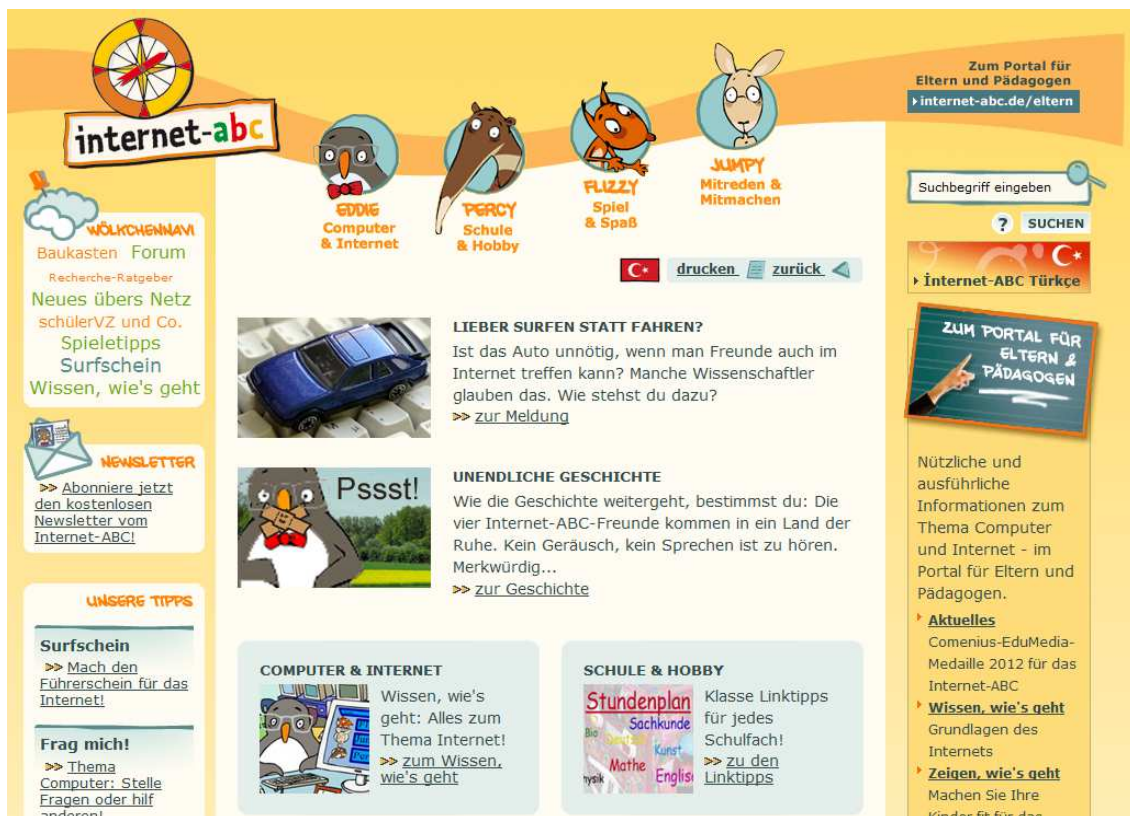 internet-abc
EDDIE
Computer
& Internet
PERCY
Schule
& Hobby
FLIZZY
Spiel
& Spaß
JUMPY
Mitreden &
Mitmachen
Zum Portal für
Eltern und Pädagogen
internet-abc.de/eltern
WÖLKCHENNAVI
Baukasten Forum
Recherche-Ratgeber
Neues übers Netz
schülerVZ und Co.
Spieletipps
Surfschein
Wissen, wie's geht
NEWSLETTER
>> Abonniere jetzt
den kostenlosen
Newsletter vom
Internet-ABC!
UNSERE TIPPS
Surfschein
>> Mach den
Führerschein für das
Internet!
Frag mich!
>> Thema
Computer: Stelle
Fragen oder hilf
anderen!
drucken zurück
LIEBER SURFEN STATT FAHREN?
Ist das Auto unnötig, wenn man Freunde auch im
Internet treffen kann? Manche Wissenschaftler
glauben das. Wie stehst du dazu?
>> zur Meldung
Pssst!
UNENDLICHE GESCHICHTE
Wie die Geschichte weitergeht, bestimmst du: Die
vier Internet-ABC-Freunde kommen in ein Land der
Ruhe. Kein Geräusch, kein Sprechen ist zu hören.
Merkwürdig...
>> zur Geschichte
COMPUTER & INTERNET
Wissen, wie's
geht: Alles zum
Thema Internet!
>> zum Wissen,
wie's geht
SCHULE & HOBBY
Stundenplan
Sachkunde
Bio Deutsch
Kunst
Mathe
hysik Englis
Klasse Linktipps
für jedes
Schulfach!
>> zu den
Linktipps
Suchbegriff eingeben
? SUCHEN
İnternet-ABC Türkçe
ZUM PORTAL FÜR
ELTERN &
PÄDAGOGEN
Nützliche und
ausführliche
Informationen zum
Thema Computer
und Internet - im
Portal für Eltern und
Pädagogen.
Aktuelles
Comenius-EduMedia-
Medaille 2012 für das
Internet-ABC
Wissen, wie's geht
Grundlagen des
Internets
Zeigen, wie's geht
Machen Sie Ihre
Kinder fit für das